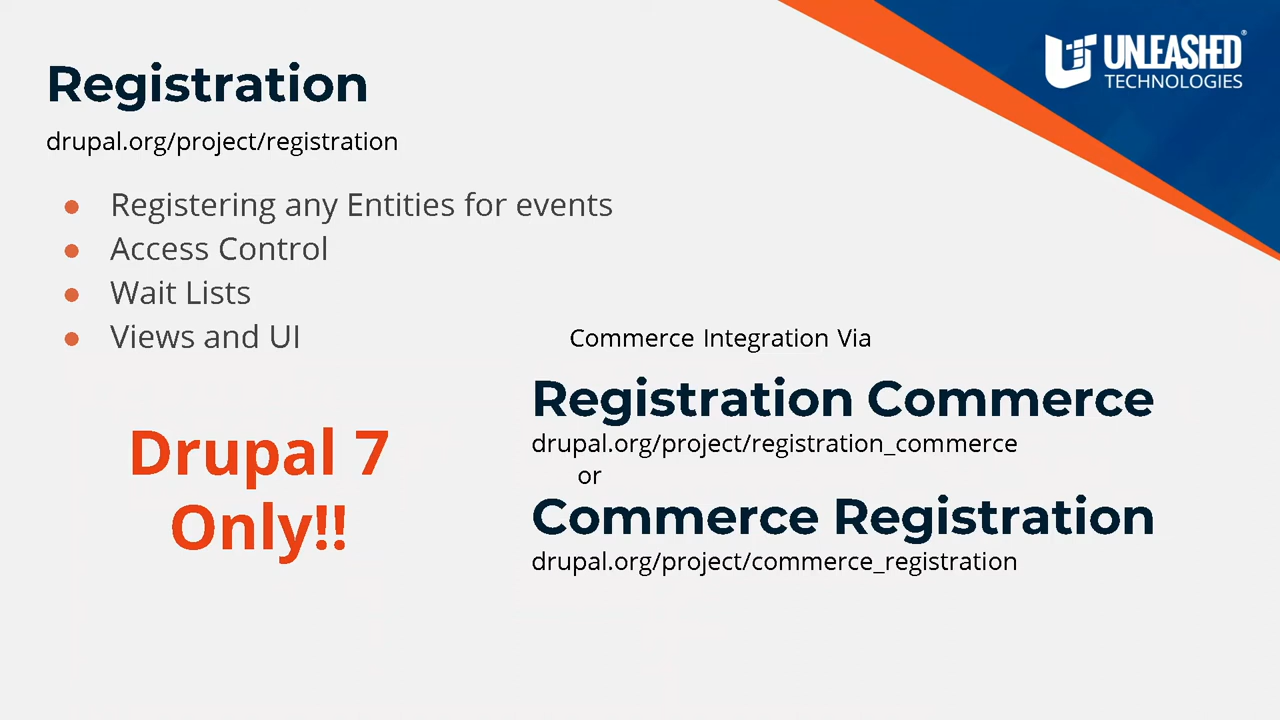 UNLEASHED®
TECHNOLOGIES
Registration
drupal.org/project/registration
● Registering any Entities for events
● Access Control
● Wait Lists
● Views and UI
Commerce Integration Via
Registration Commerce
drupal.org/project/registration_commerce
or
Commerce Registration
drupal.org/project/commerce_registration
Drupal 7
Only!!